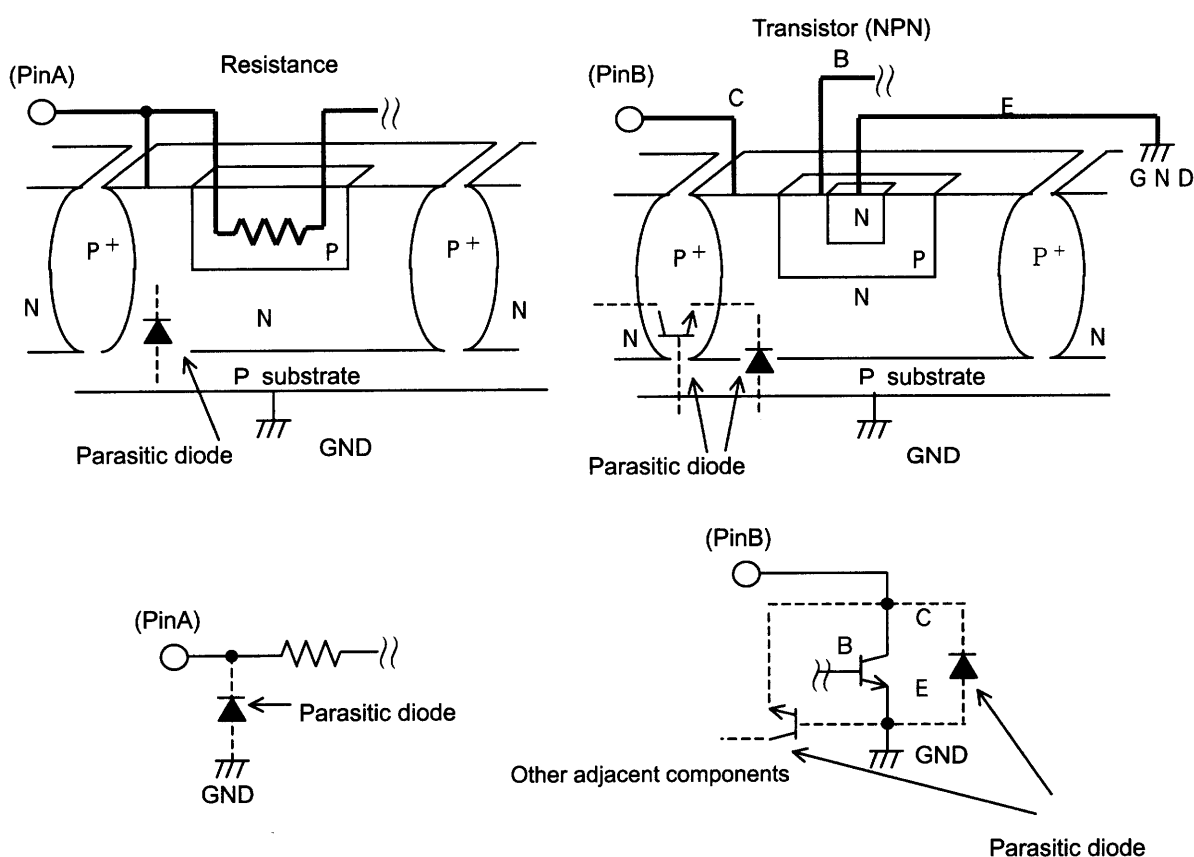 Resistance
(PinA)
P+
P
P+
N
N
N
P substrate
Parasitic diode
GND
Transistor (NPN)
B
(PinB)
C
E
GND
N
P+
P
P+
N
N
N
P substrate
Parasitic diode
GND
(PinA)
Parasitic diode
GND
(PinB)
C
B
E
GND
Other adjacent components
Parasitic diode